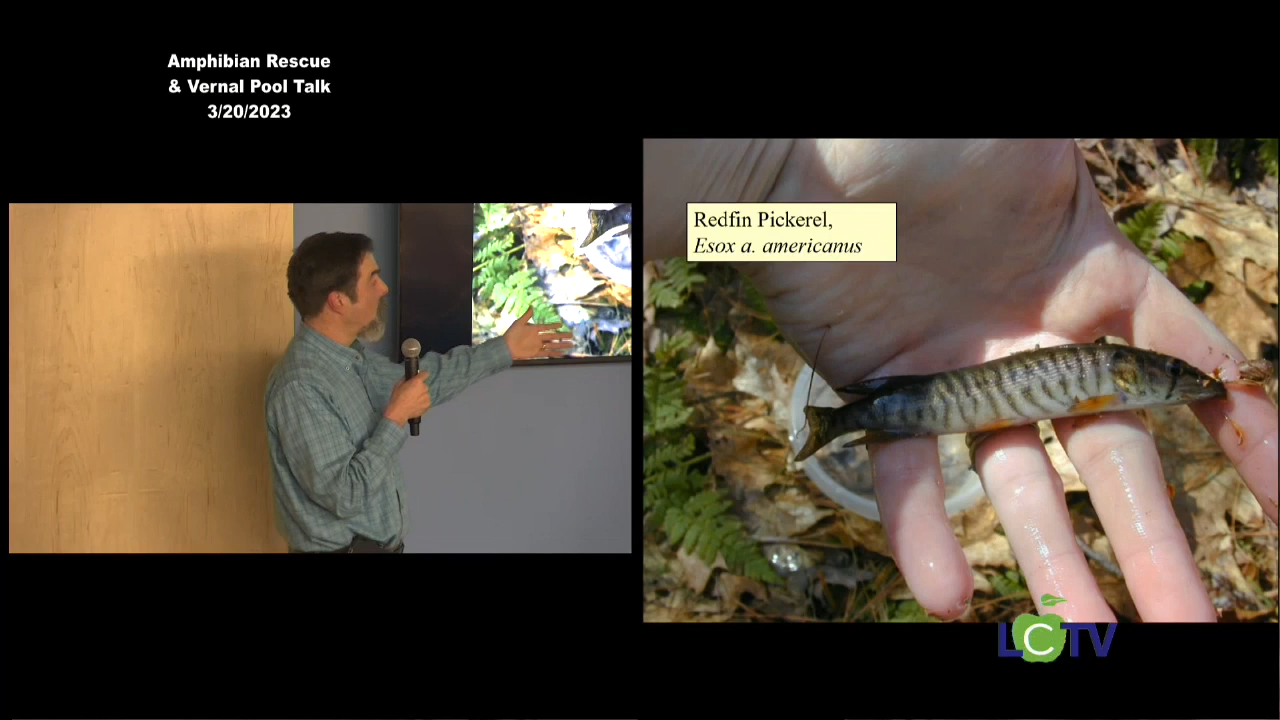 Amphibian Rescue
& Vernal Pool Talk
3/20/2023
Redfin Pickerel,
Esox a. americanus
LCTV